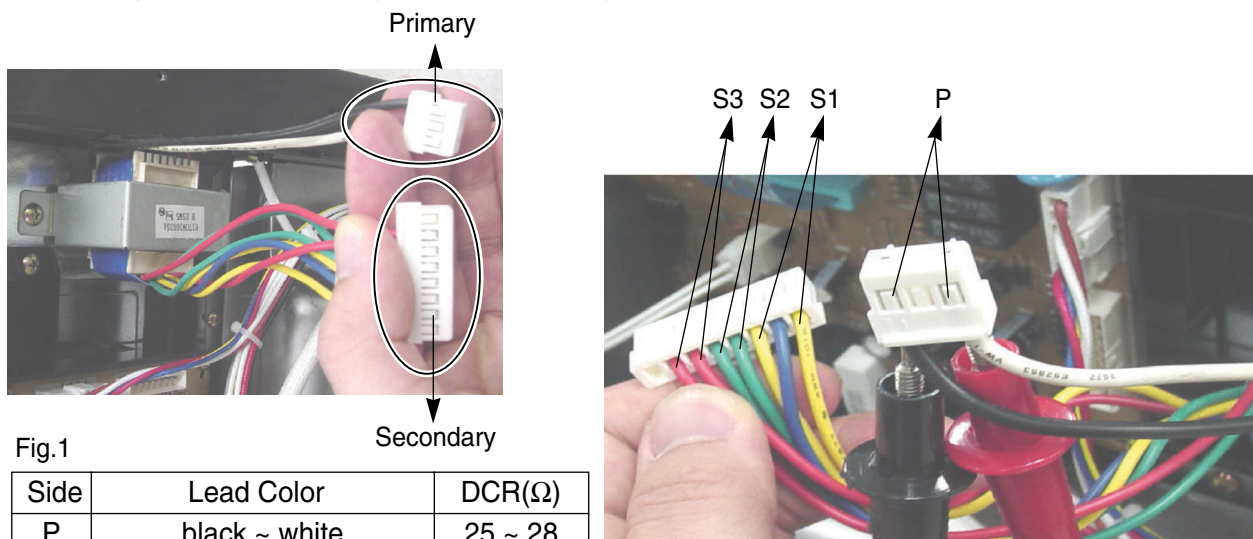 Primary
S3 S2 S1 P
Secondary
Fig.1
Side Lead Color DCR(Ω)
P black ~ white 25 ~ 28